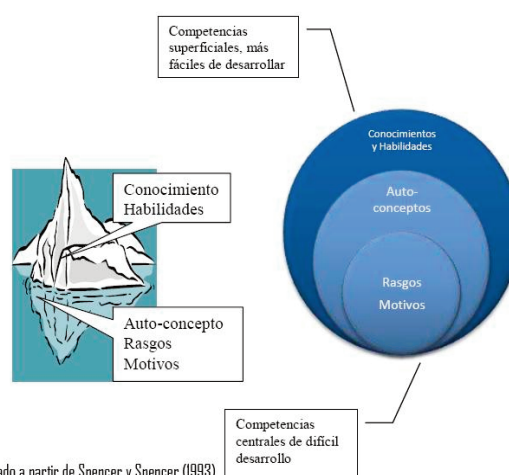 Competencias
superficiales, más
fáciles de desarrollar
Conocimiento
Habilidades
Auto-concepto
Rasgos
Motivos
Conocimientos
y Habilidades
Auto-
conceptos
Rasgos
Motivos
Competencias
centrales de difícil
desarrollo
a partir de Spencer y Spencer (1993)